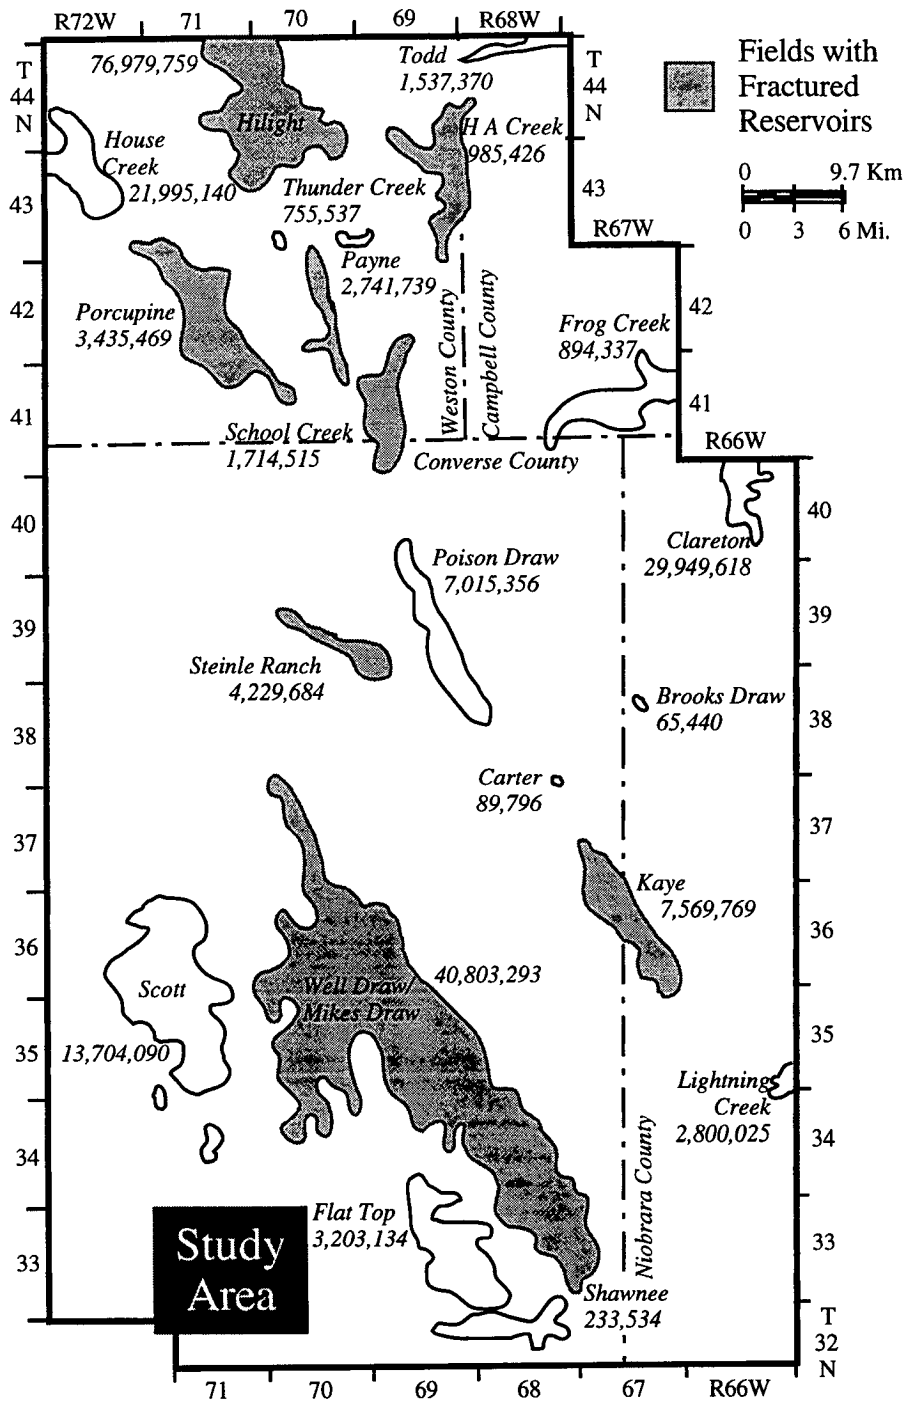 R72W 71 70 69 R68W
T
44
N
76,979,759
Hilight
Todd
1,537,370
T
44
N
Fields with
Fractured
Reservoirs
0 9.7 Km
0 3 6 Mi.
House
Creek
21,995,140
H A Creek
985,426
43
43
Thunder Creek
755,537
R67W
Payne
2,741,739
42
Porcupine
3,435,469
Weston County
Campbell County
Frog Creek
894,337
42
41
41
School Creek
1,714,515
Converse County
R66W
40
Clareton
29,949,618
40
Poison Draw
7,015,356
39
39
Steinle Ranch
4,229,684
Brooks Draw
65,440
38
38
Carter
89,796
37
37
Kaye
7,569,769
36
36
Scott
13,704,090
Well Draw/
Mikes Draw
40,803,293
35
35
Lightning
Creek
2,800,025
34
34
Niobrara County
Flat Top
3,203,134
33
33
Study
Area
Shawnee
233,534
T
32
N
71 70 69 68 67 R66W